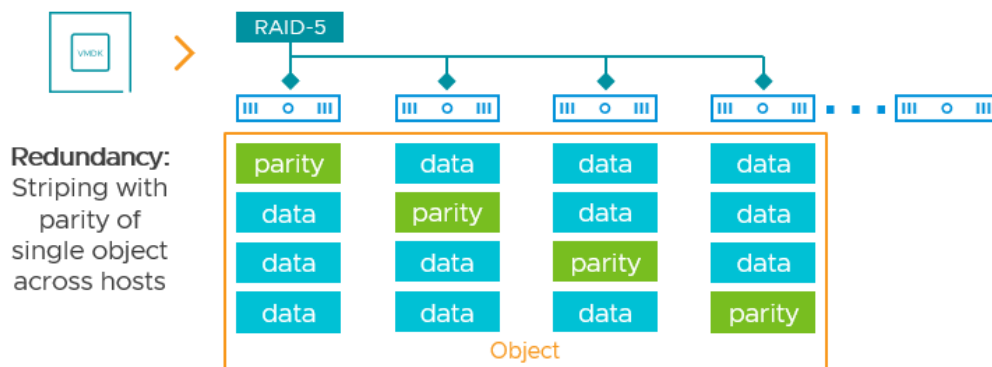 VMDK
RAID-5
Redundancy:
Striping with
parity of
single object
across hosts
parity data data data
data parity data data
data data parity data
data data data parity
Object